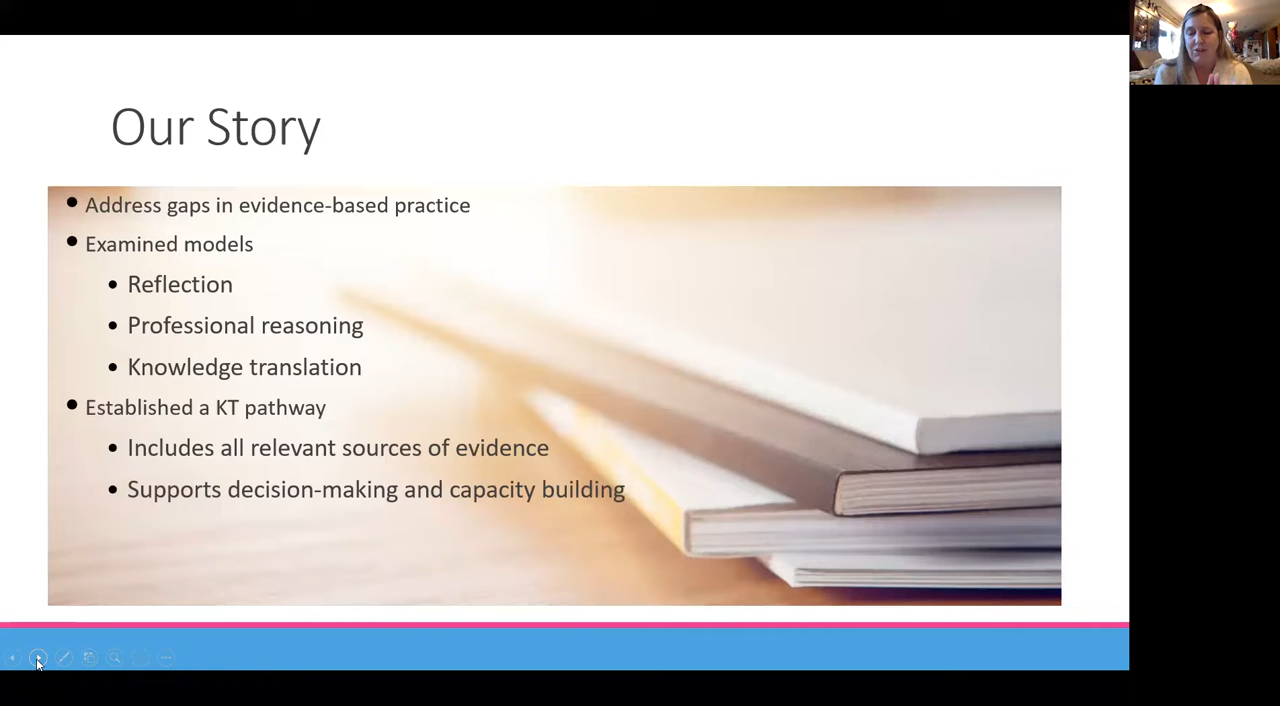 Our Story
Address gaps in evidence-based practice
Examined models
Reflection
Professional reasoning
Knowledge translation
Established a KT pathway
Includes all relevant sources of evidence
Supports decision-making and capacity building